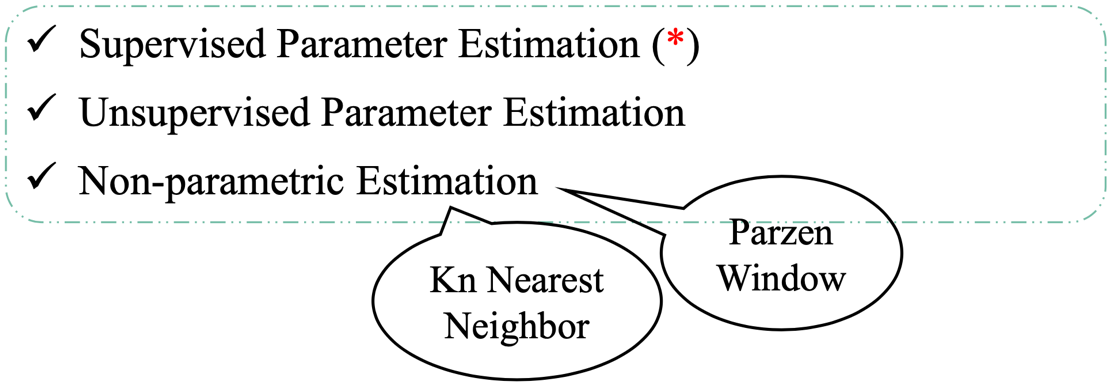 ✓ Supervised Parameter Estimation (*)
✓ Unsupervised Parameter Estimation
✓ Non-parametric Estimation
Parzen
Window
Kn Nearest
Neighbor